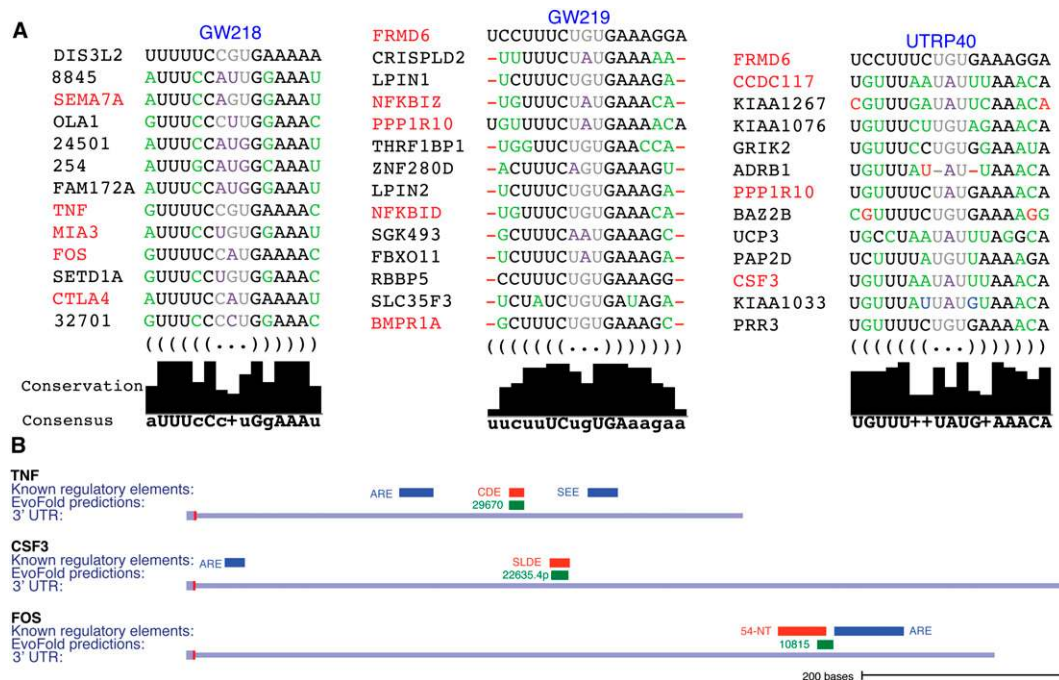 A
GW218
DIS3L2 UUUUUCCGUGAAAAA
8845 AUUUCCAUUGGAAAU
SEMA7A AUUUCCAGUGGAAAU
OLA1 GUUUCCCUUGGAAAC
24501 AUUUCCAUGGGAAAU
254 AUUUGCAUGGCAAAU
FAM172A AUUUCCAUGGGAAAU
TNF GUUUUCCGUGAAAAC
MIA3 GUUUUCUGUGAAAAC
FOS GUUUUCCAUGAAAAC
SETD1A AUUUCCUGUGGAAAC
CTLA4 AUUUUCCAUGAAAAU
32701 GUUUCCCCUGGAAAC
((((((...))))))
Conservation
Consensus aUUUcCc+uGgAAAu
GW219
FRMD6 UCCUUUCUGUGAAAGGA
CRISPLD2 -UUUUUCUAUGAAAAA-
LPIN1 -UCUUUCUGUGAAAGA-
NFKBIZ -UGUUUCUAUGAAACA-
PPP1R10 UGUUUUCUAUGAAAACA
THRF1BP1 -UGGUUCUGUGAACCA-
ZNF280D -ACUUUCAGUGAAAGU-
LPIN2 -UCUUUCUGUGAAAGA-
NFKBID -UGUUUCUGUGAAACA-
SGK493 -GCUUUCAAUGAAAGC-
FBXO11 -UCUUUCUAUGAAAGA-
RBBP5 -CCUUUCUGUGAAAGG-
SLC35F3 -UCUAUCUGUGAUAGA-
BMPR1A -GCUUUCUGUGAAAGC-
(((((((...)))))))
uucuuUCugUGAaagaa
UTRP40
FRMD6 UCCUUUCUGUGAAAGGA
CCDC117 UGUUUAAUAUUUAAACA
KIAA1267 CGUUUGAUAUUCAAACA
KIAA1076 UGUUUCUUGUAGAAACA
GRIK2 UGUUUCCUGUGGAAACA
ADRB1 UGUUUAU-AU-UAAACA
PPP1R10 UGUUUUCUAUGAAAACA
BAZ2B CGUUUUCUGUGAAAAGG
UCP3 UGCCUAAUAUUUAGGCA
PAP2D UCUUUUAUGUUAAAAGA
CSF3 UGUUUAAUAUUUAAACA
KIAA1033 UGUUUAUUAUGUAAACA
PRR3 UGUUUUCUGUGAAAACA
(((((((...)))))))
UGUUU++UAUG+AAACA
B
TNF
Known regulatory elements: ARE CDE SEE
EvoFold predictions: 29670
3' UTR:
CSF3
Known regulatory elements: ARE SLDE
EvoFold predictions: 22635.4p
3' UTR:
FOS
Known regulatory elements: 54-NT ARE
EvoFold predictions: 10815
3' UTR:
200 bases